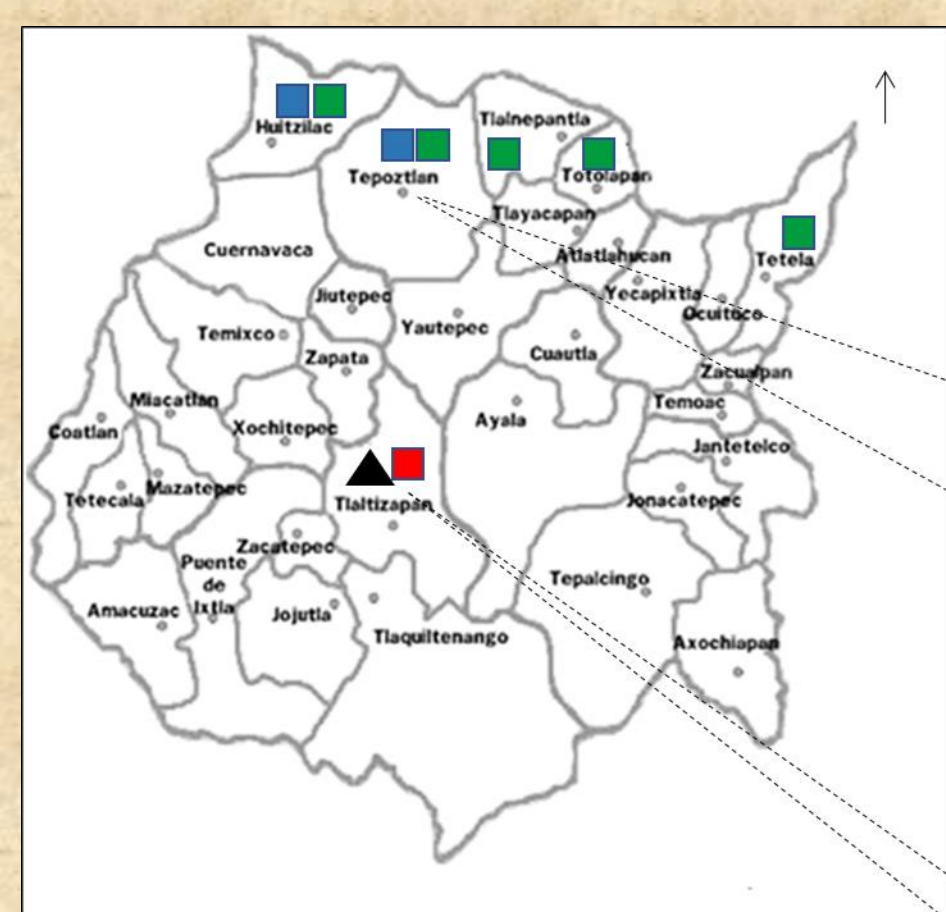 Huitzilac
Tlalnepantla
Tepoztlan
Totolapan
Tlayacapan
Cuernavaca
Atlatlahucan
Tetela
Jiutepec
Yecapixtla
Ocuituco
Temixco
Yautepec
Zapata
Cuautla
Zacualpan
Miacatlan
Temoac
Coatlan
Xochitepec
Ayala
Jantetelco
Tetecala
Mazatepec
Tlaltizapan
Jonacatepec
Zacatepec
Puente
de
Ixtla
Tepalcingo
Amacuzac
Jojutla
Tlaquiltenango
Axochiapan